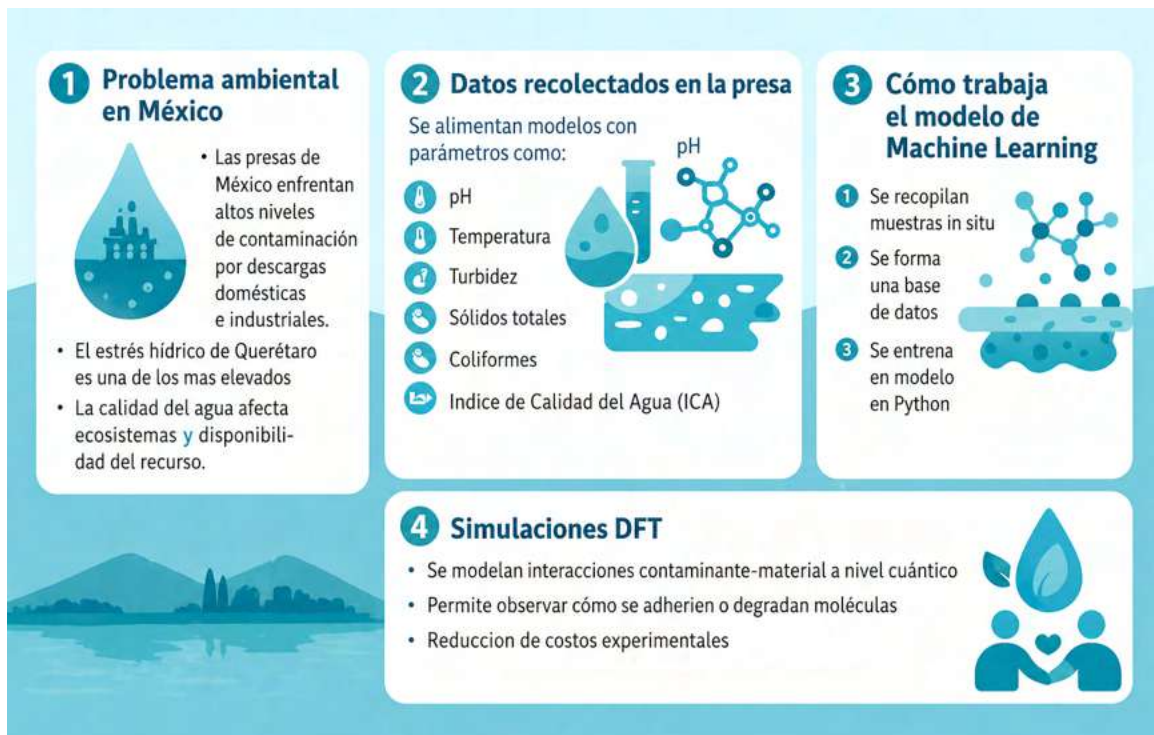 1 Problema ambiental
en México
• Las presas de
México enfrentan
altos niveles
de contaminación
por descargas
domésticas
e industriales.
• El estrés hídrico de Querétaro
es una de los mas elevados
• La calidad del agua afecta
ecosistemas y disponibili-
dad del recurso.
2 Datos recolectados en la presa
Se alimentan modelos con
parámetros como:
pH
pH
Temperatura
Turbidez
Sólidos totales
Coliformes
Indice de Calidad del Agua (ICA)
3 Cómo trabaja
el modelo de
Machine Learning
1 Se recopilan
muestras in situ
2 Se forma
una base
de datos
3 Se entrena
en modelo
en Python
4 Simulaciones DFT
• Se modelan interacciones contaminante-material a nivel cuántico
• Permite observar cómo se adherien o degradan moléculas
• Reduccion de costos experimentales